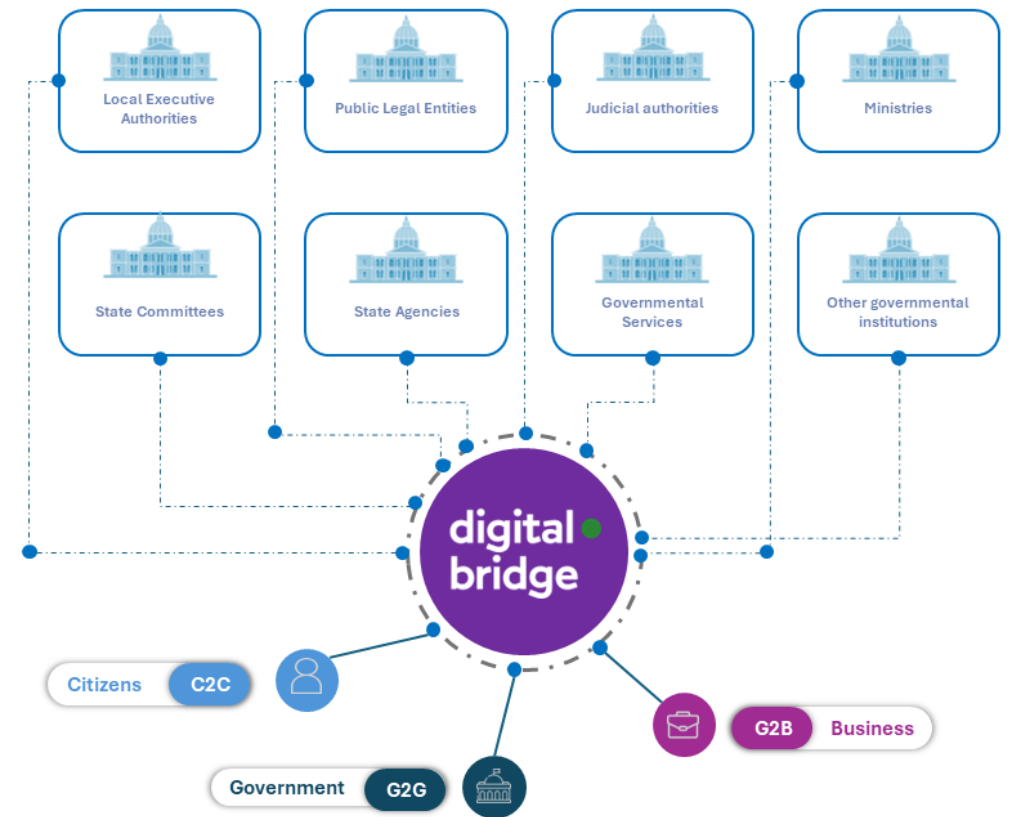 Local Executive
Authorities
Public Legal Entities
Judicial authorities
Ministries
State Committees
State Agencies
Governmental
Services
Other governmental
institutions
digital
bridge
Citizens C2C
G2B Business
Government G2G